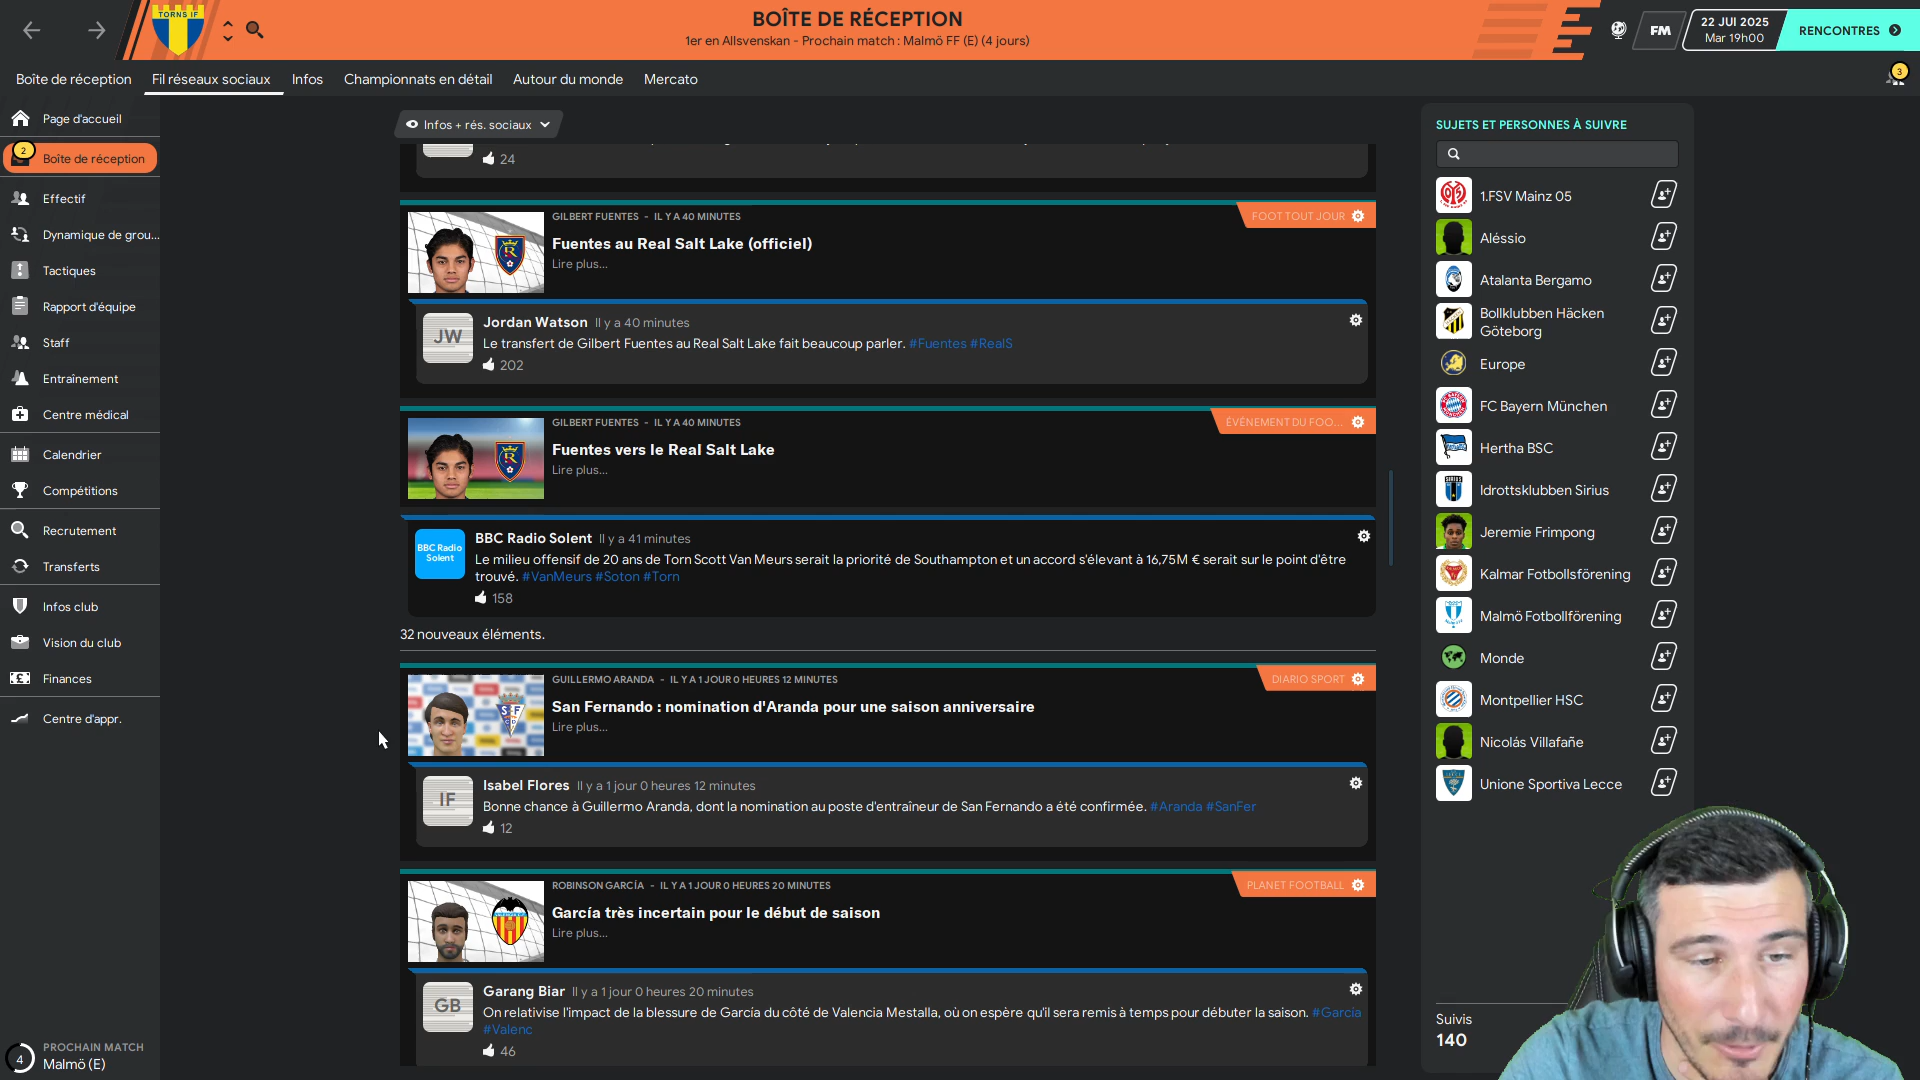 TORNS IF
BOÎTE DE RÉCEPTION
1er en Allsvenskan - Prochain match : Malmö FF (E) (4 jours)
FM
22 JUI 2025
Mar 19h00
RENCONTRES
Boîte de réception
Fil réseaux sociaux
Infos
Championnats en détail
Autour du monde
Mercato
3
Page d'accueil
2
Boîte de réception
Effectif
Dynamique de grou...
Tactiques
Rapport d'équipe
Staff
Entraînement
Centre médical
Calendrier
Compétitions
Recrutement
Transferts
Infos club
Vision du club
Finances
Centre d'appr.
4
PROCHAIN MATCH
Malmö (E)
Infos + rés. sociaux
24
GILBERT FUENTES - IL Y A 40 MINUTES
FOOT TOUT JOUR
Fuentes au Real Salt Lake (officiel)
Lire plus...
JW
Jordan Watson Il y a 40 minutes
Le transfert de Gilbert Fuentes au Real Salt Lake fait beaucoup parler. #Fuentes #RealS
202
GILBERT FUENTES - IL Y A 40 MINUTES
ÉVÉNEMENT DU FOO...
Fuentes vers le Real Salt Lake
Lire plus...
BBC Radio
Solent
BBC Radio Solent Il y a 41 minutes
Le milieu offensif de 20 ans de Torn Scott Van Meurs serait la priorité de Southampton et un accord s'élevant à 16,75M € serait sur le point d'être
trouvé. #VanMeurs #Soton #Torn
158
32 nouveaux éléments.
GUILLERMO ARANDA - IL Y A 1 JOUR 0 HEURES 12 MINUTES
DIARIO SPORT
San Fernando : nomination d'Aranda pour une saison anniversaire
Lire plus...
IF
Isabel Flores Il y a 1 jour 0 heures 12 minutes
Bonne chance à Guillermo Aranda, dont la nomination au poste d'entraîneur de San Fernando a été confirmée. #Aranda #SanFer
12
ROBINSON GARCÍA - IL Y A 1 JOUR 0 HEURES 20 MINUTES
PLANET FOOTBALL
García très incertain pour le début de saison
Lire plus...
GB
Garang Biar Il y a 1 jour 0 heures 20 minutes
On relativise l'impact de la blessure de García du côté de Valencia Mestalla, où on espère qu'il sera remis à temps pour débuter la saison. #Garcia
#Valenc
46
SUJETS ET PERSONNES À SUIVRE
1.FSV Mainz 05
Aléssio
Atalanta Bergamo
Bollklubben Häcken
Göteborg
Europe
FC Bayern München
Hertha BSC
Idrottsklubben Sirius
Jeremie Frimpong
Kalmar Fotbollsförening
Malmö Fotbollförening
Monde
Montpellier HSC
Nicolás Villafañe
Unione Sportiva Lecce
Suivis
140